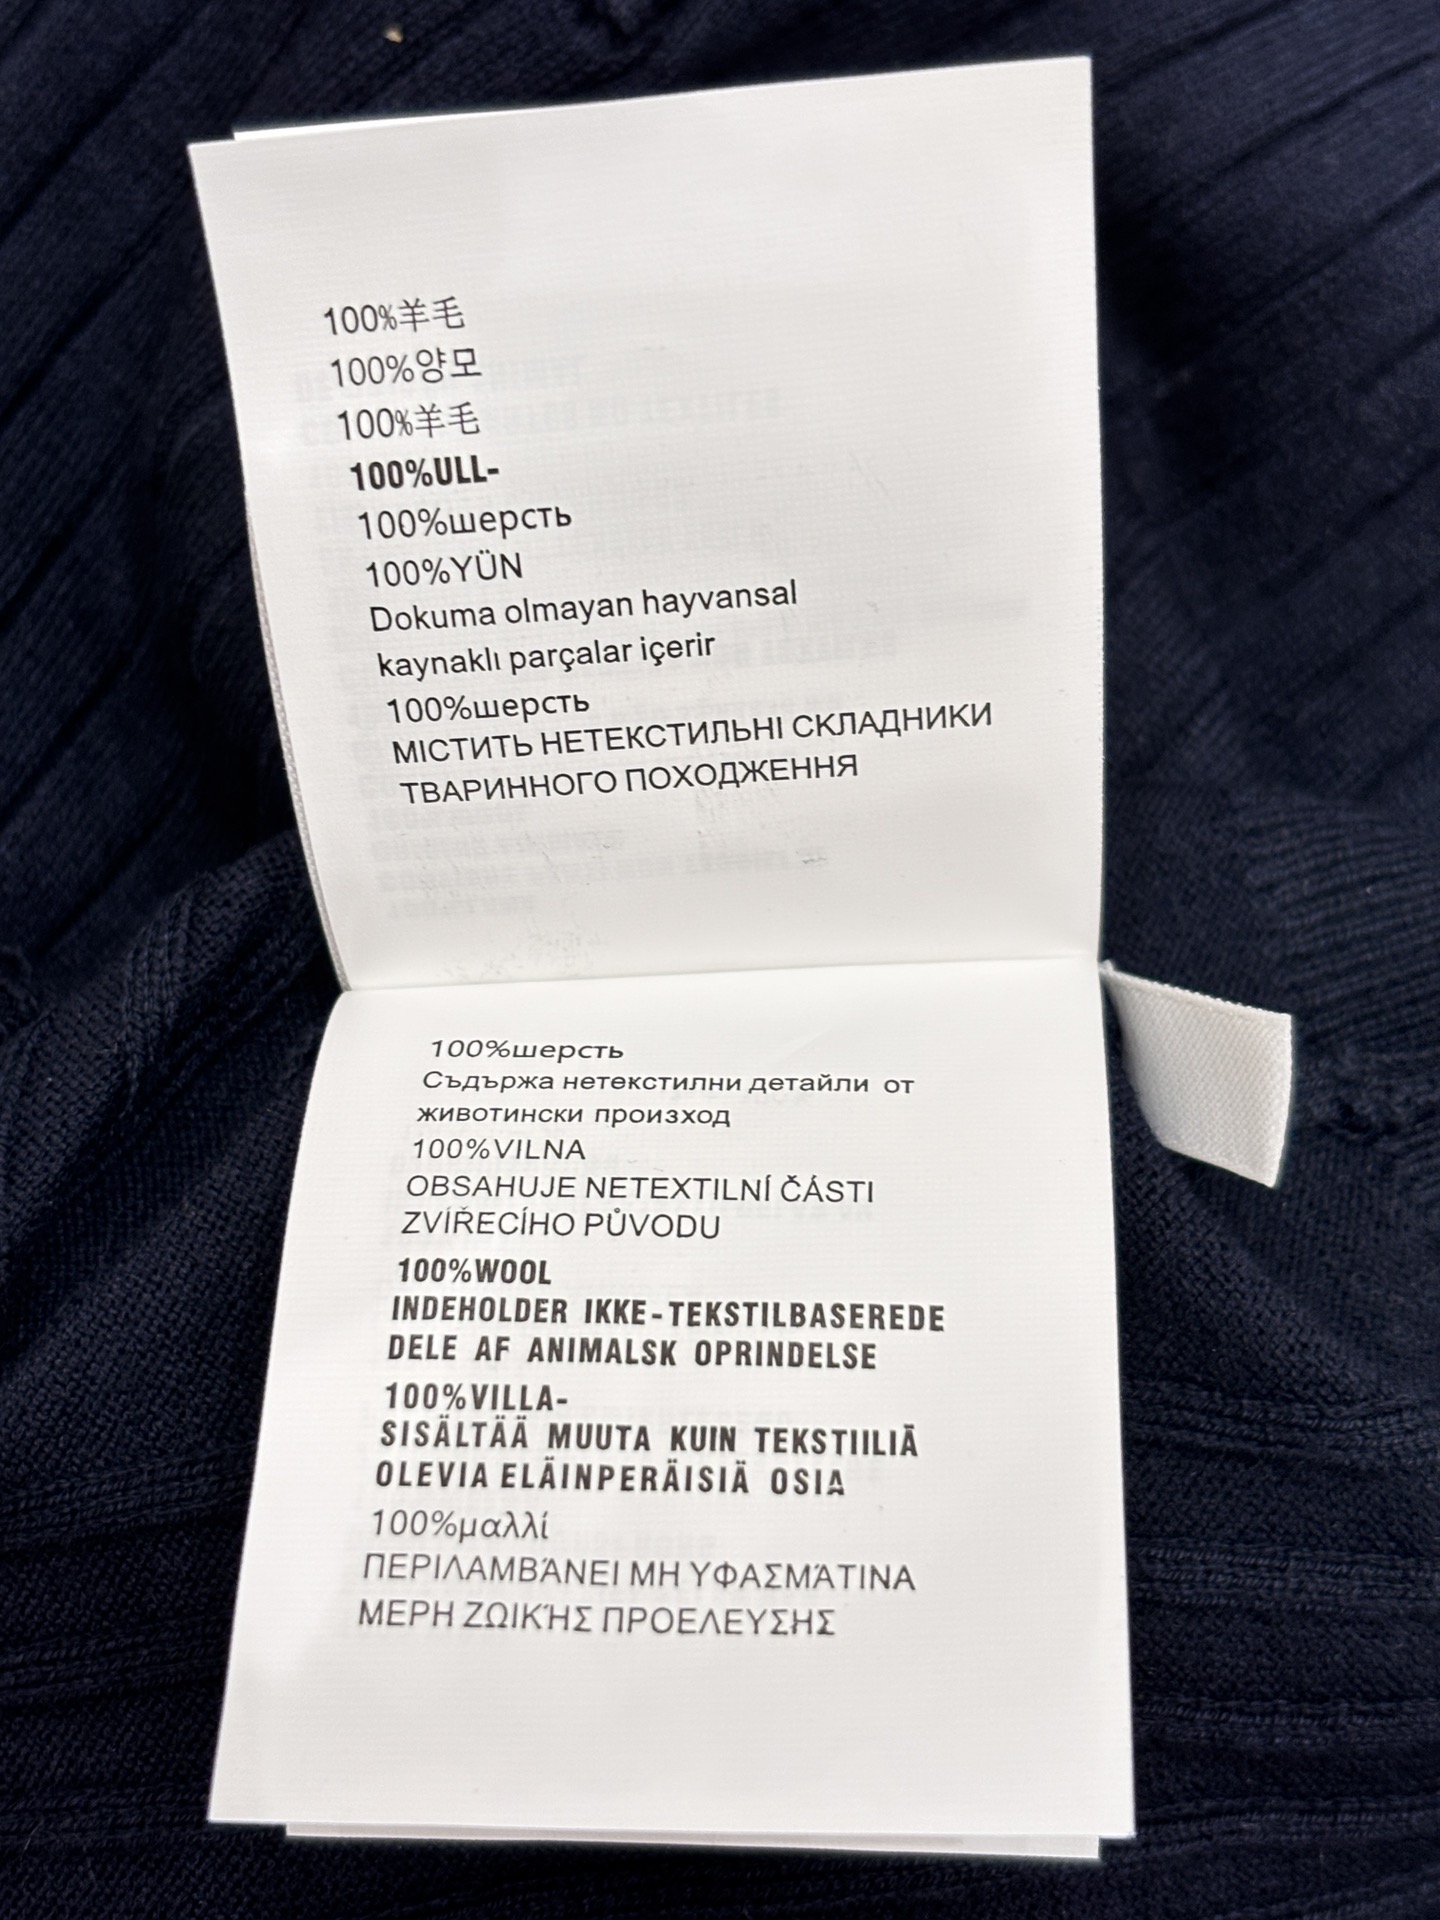 100%羊毛
100%양모
100%羊毛
100%ULL-
100%шерсть
100%YÜN
Dokuma olmayan hayvansal
kaynaklı parçalar içerir
100%шерсть
МІСТИТЬ НЕТЕКСТИЛЬНІ СКЛАДНИКИ
ТВАРИННОГО ПОХОДЖЕННЯ
100%шерсть
Съдържа нетекстилни детайли от
животински произход
100%VILNA
OBSAHUJE NETEXTILNÍ ČÁSTI
ZVÍŘECÍHO PŮVODU
100%WOOL
INDEHOLDER IKKE-TEKSTILBASEREDE
DELE AF ANIMALSK OPRINDELSE
100%VILLA-
SISÄLTÄÄ MUUTA KUIN TEKSTIILIÄ
OLEVIA ELÄINPERÄISIÄ OSIA
100%μαλλί
ΠΕΡΙΛΑΜΒΆΝΕΙ ΜΗ ΥΦΑΣΜΆΤΙΝΑ
ΜΕΡΗ ΖΩΙΚΉΣ ΠΡΟΕΛΕΥΣΗΣ